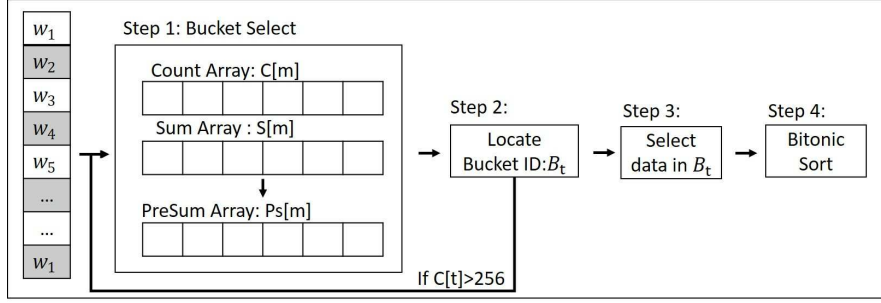 w₁
w₂
w₃
w₄
w₅
...
...
w₁
Step 1: Bucket Select
Count Array: C[m]
Sum Array : S[m]
PreSum Array: Ps[m]
Step 2:
Locate
Bucket ID:Bₜ
If C[t]>256
Step 3:
Select
data in Bₜ
Step 4:
Bitonic
Sort